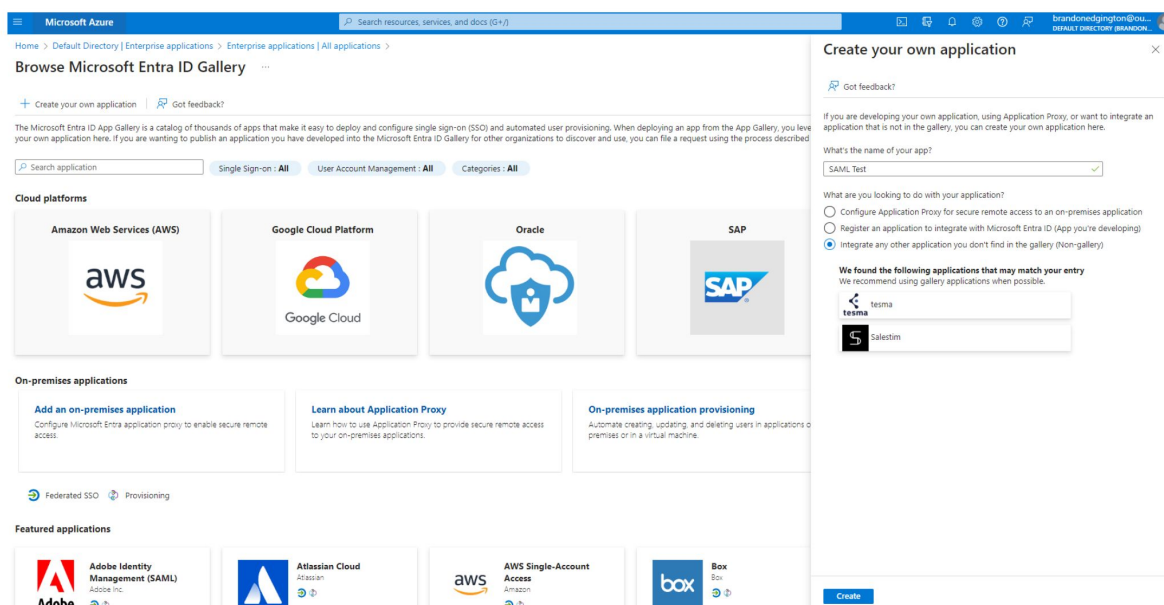 Microsoft Azure
Search resources, services, and docs (G+/)
brandonedgington@ou...
DEFAULT DIRECTORY (BRANDON...
Home > Default Directory | Enterprise applications > Enterprise applications | All applications >
Browse Microsoft Entra ID Gallery ...
+ Create your own application
Got feedback?
The Microsoft Entra ID App Gallery is a catalog of thousands of apps that make it easy to deploy and configure single sign-on (SSO) and automated user provisioning. When deploying an app from the App Gallery, you leve
your own application here. If you are wanting to publish an application you have developed into the Microsoft Entra ID Gallery for other organizations to discover and use, you can file a request using the process described
Search application
Single Sign-on : All
User Account Management : All
Categories : All
Cloud platforms
Amazon Web Services (AWS)
aws
Google Cloud Platform
Google Cloud
Oracle
SAP
SAP
On-premises applications
Add an on-premises application
Configure Microsoft Entra application proxy to enable secure remote
access.
Learn about Application Proxy
Learn how to use Application Proxy to provide secure remote access
to your on-premises applications.
On-premises application provisioning
Automate creating, updating, and deleting users in applications o
premises or in a virtual machine.
Federated SSO
Provisioning
Featured applications
Adobe
Adobe Identity
Management (SAML)
Adobe Inc.
Atlassian Cloud
Atlassian
aws
AWS Single-Account
Access
Amazon
box
Box
Box
Create your own application
Got feedback?
If you are developing your own application, using Application Proxy, or want to integrate an
application that is not in the gallery, you can create your own application here.
What's the name of your app?
SAML Test
What are you looking to do with your application?
Configure Application Proxy for secure remote access to an on-premises application
Register an application to integrate with Microsoft Entra ID (App you're developing)
Integrate any other application you don't find in the gallery (Non-gallery)
We found the following applications that may match your entry
We recommend using gallery applications when possible.
tesma
tesma
Salestim
Create